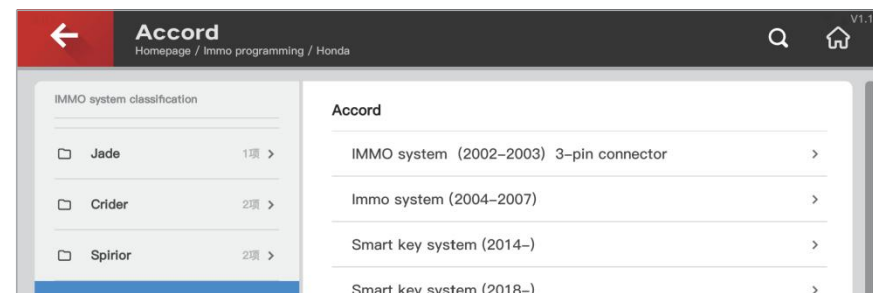 Accord
Homepage / Immo programming / Honda
V1.1
IMMO system classification
Jade 1项
Crider 2项
Spirior 2项
Accord
IMMO system (2002-2003) 3-pin connector
Immo system (2004-2007)
Smart key system (2014-)
Smart key system (2018-)